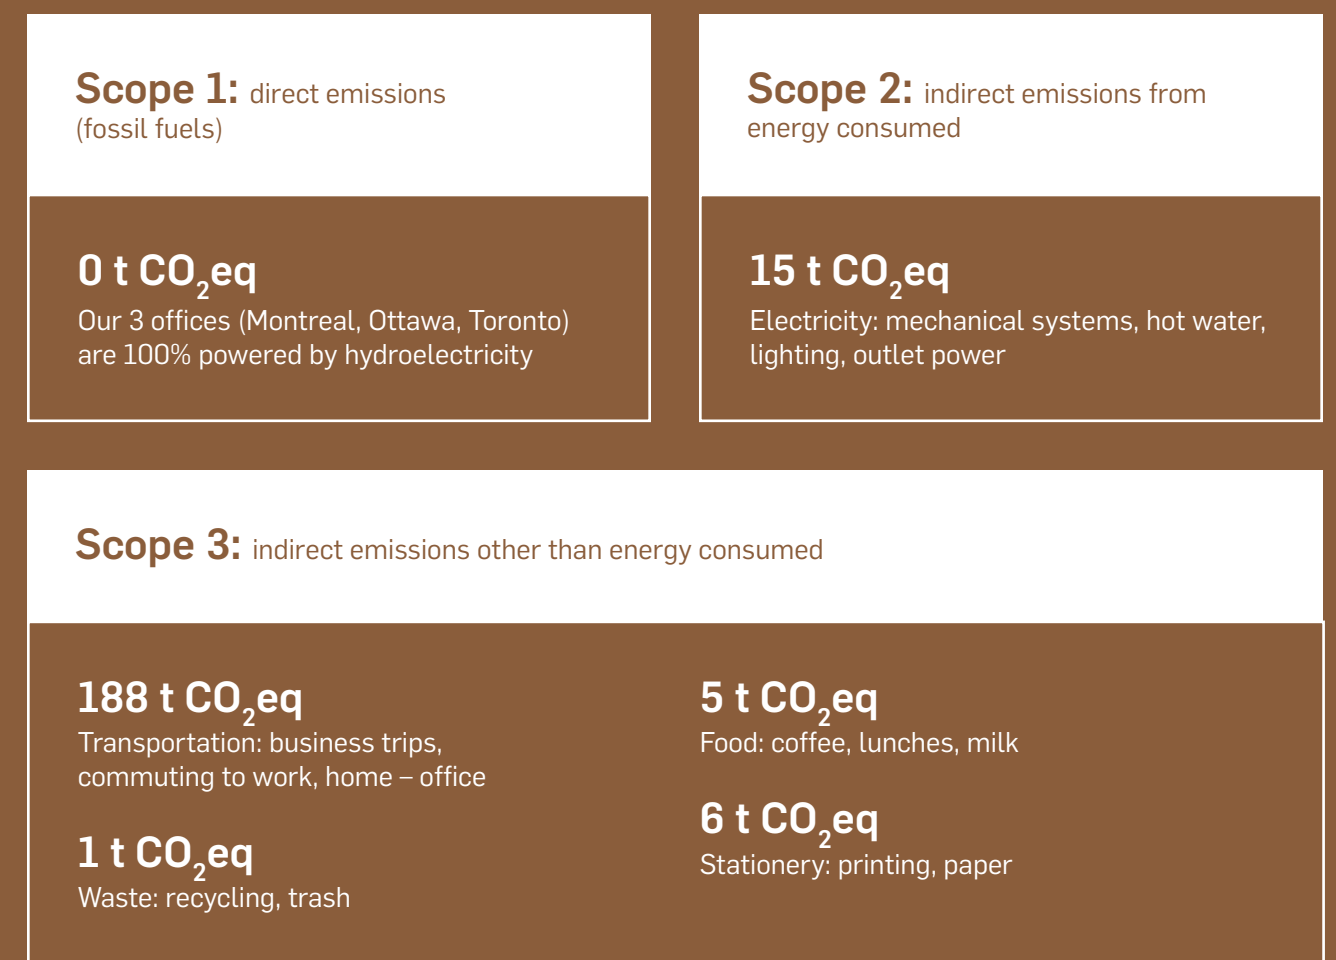 Scope 1: direct emissions
(fossil fuels)
0 t CO₂eq
Our 3 offices (Montreal, Ottawa, Toronto)
are 100% powered by hydroelectricity
Scope 2: indirect emissions from
energy consumed
15 t CO₂eq
Electricity: mechanical systems, hot water,
lighting, outlet power
Scope 3: indirect emissions other than energy consumed
188 t CO₂eq
Transportation: business trips,
commuting to work, home – office
1 t CO₂eq
Waste: recycling, trash
5 t CO₂eq
Food: coffee, lunches, milk
6 t CO₂eq
Stationery: printing, paper